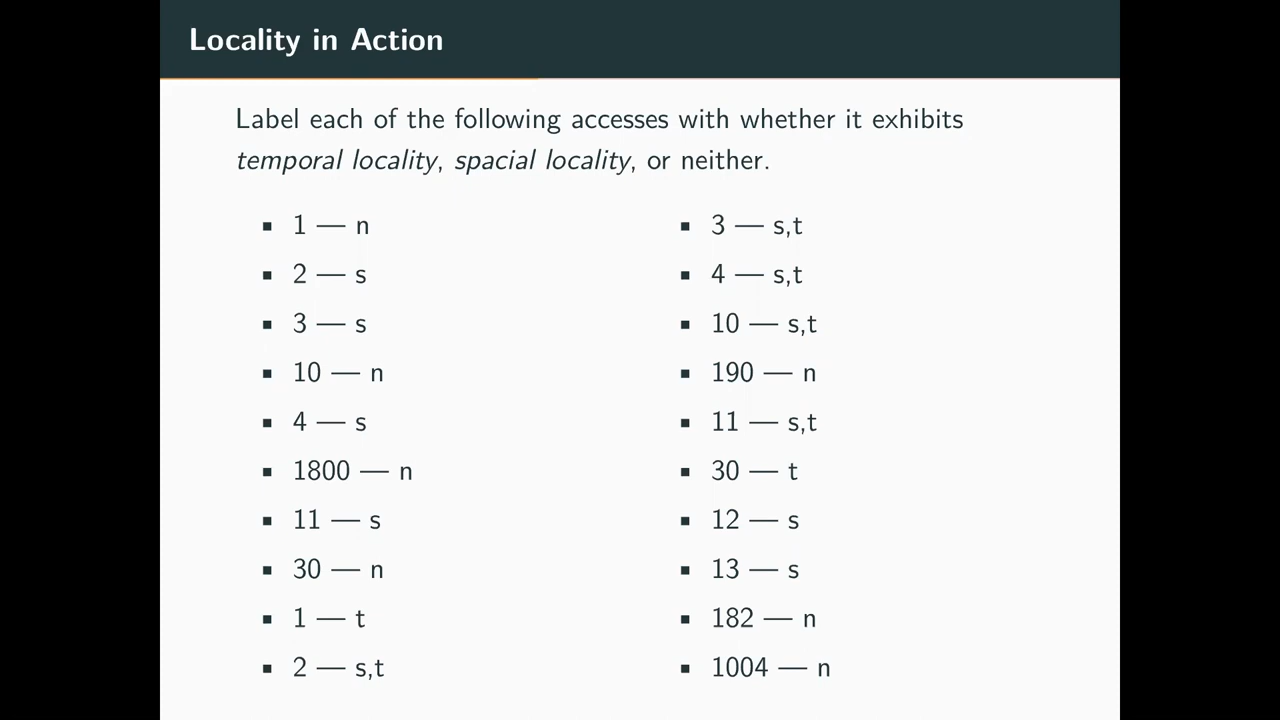 Locality in Action
Label each of the following accesses with whether it exhibits
temporal locality, spacial locality, or neither.
▪ 1 — n
▪ 2 — s
▪ 3 — s
▪ 10 — n
▪ 4 — s
▪ 1800 — n
▪ 11 — s
▪ 30 — n
▪ 1 — t
▪ 2 — s,t
▪ 3 — s,t
▪ 4 — s,t
▪ 10 — s,t
▪ 190 — n
▪ 11 — s,t
▪ 30 — t
▪ 12 — s
▪ 13 — s
▪ 182 — n
▪ 1004 — n